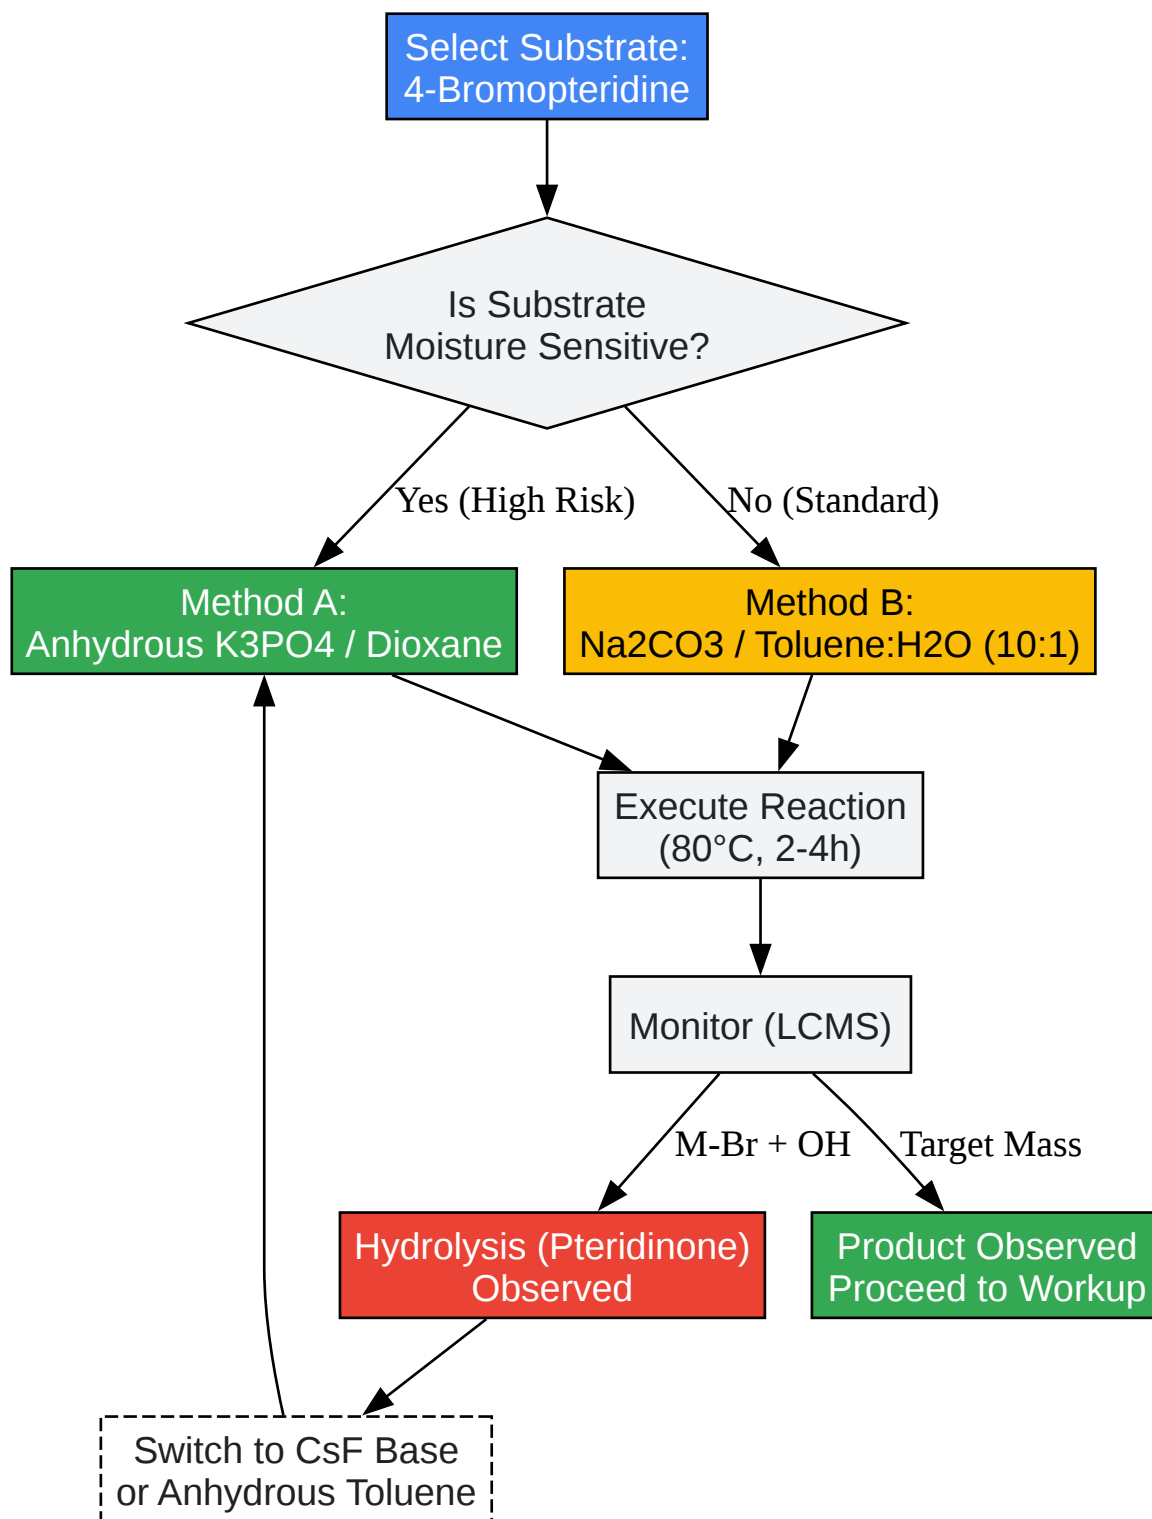 Select Substrate:
4-Bromopteridine
Is Substrate
Moisture Sensitive?
Yes (High Risk)
No (Standard)
Method A:
Anhydrous K3PO4 / Dioxane
Method B:
Na2CO3 / Toluene:H2O (10:1)
Execute Reaction
(80°C, 2-4h)
Monitor (LCMS)
M-Br + OH
Target Mass
Hydrolysis (Pteridinone)
Observed
Product Observed
Proceed to Workup
Switch to CsF Base
or Anhydrous Toluene